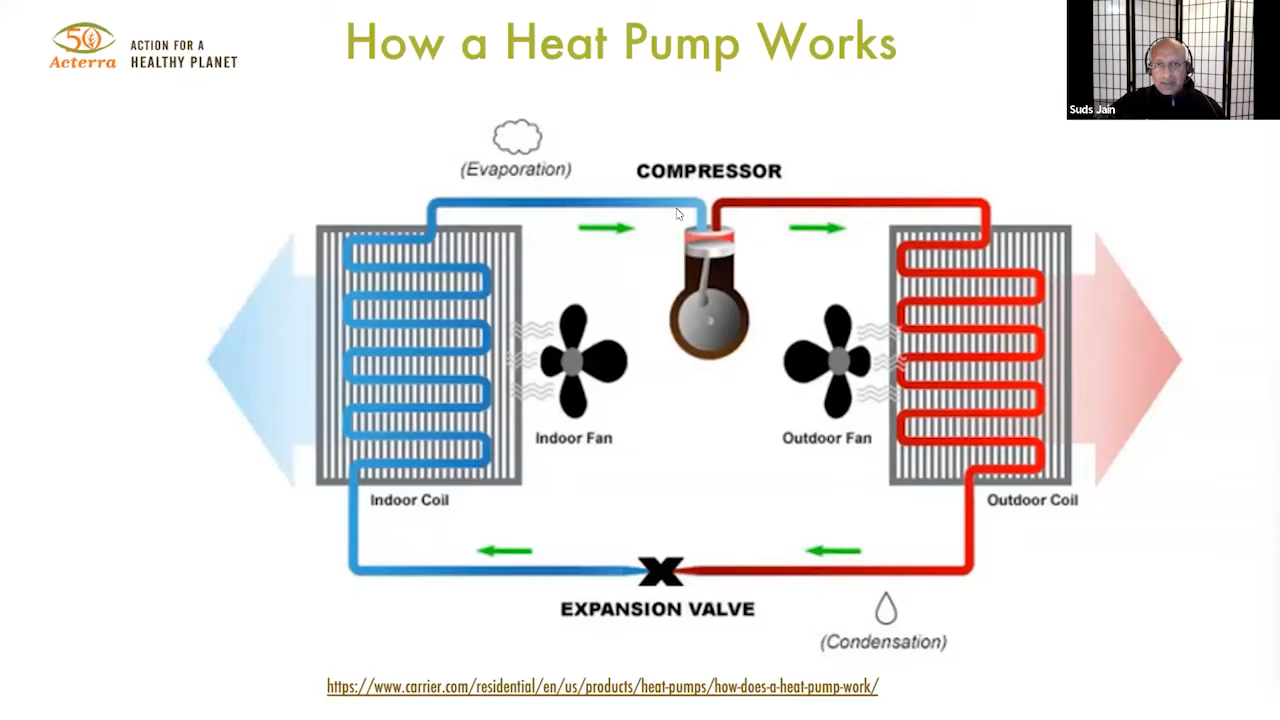 50
Acterra
ACTION FOR A
HEALTHY PLANET
How a Heat Pump Works
Suds Jain
(Evaporation)
COMPRESSOR
Indoor Fan
Outdoor Fan
Indoor Coil
Outdoor Coil
EXPANSION VALVE
(Condensation)
https://www.carrier.com/residential/en/us/products/heat-pumps/how-does-a-heat-pump-work/